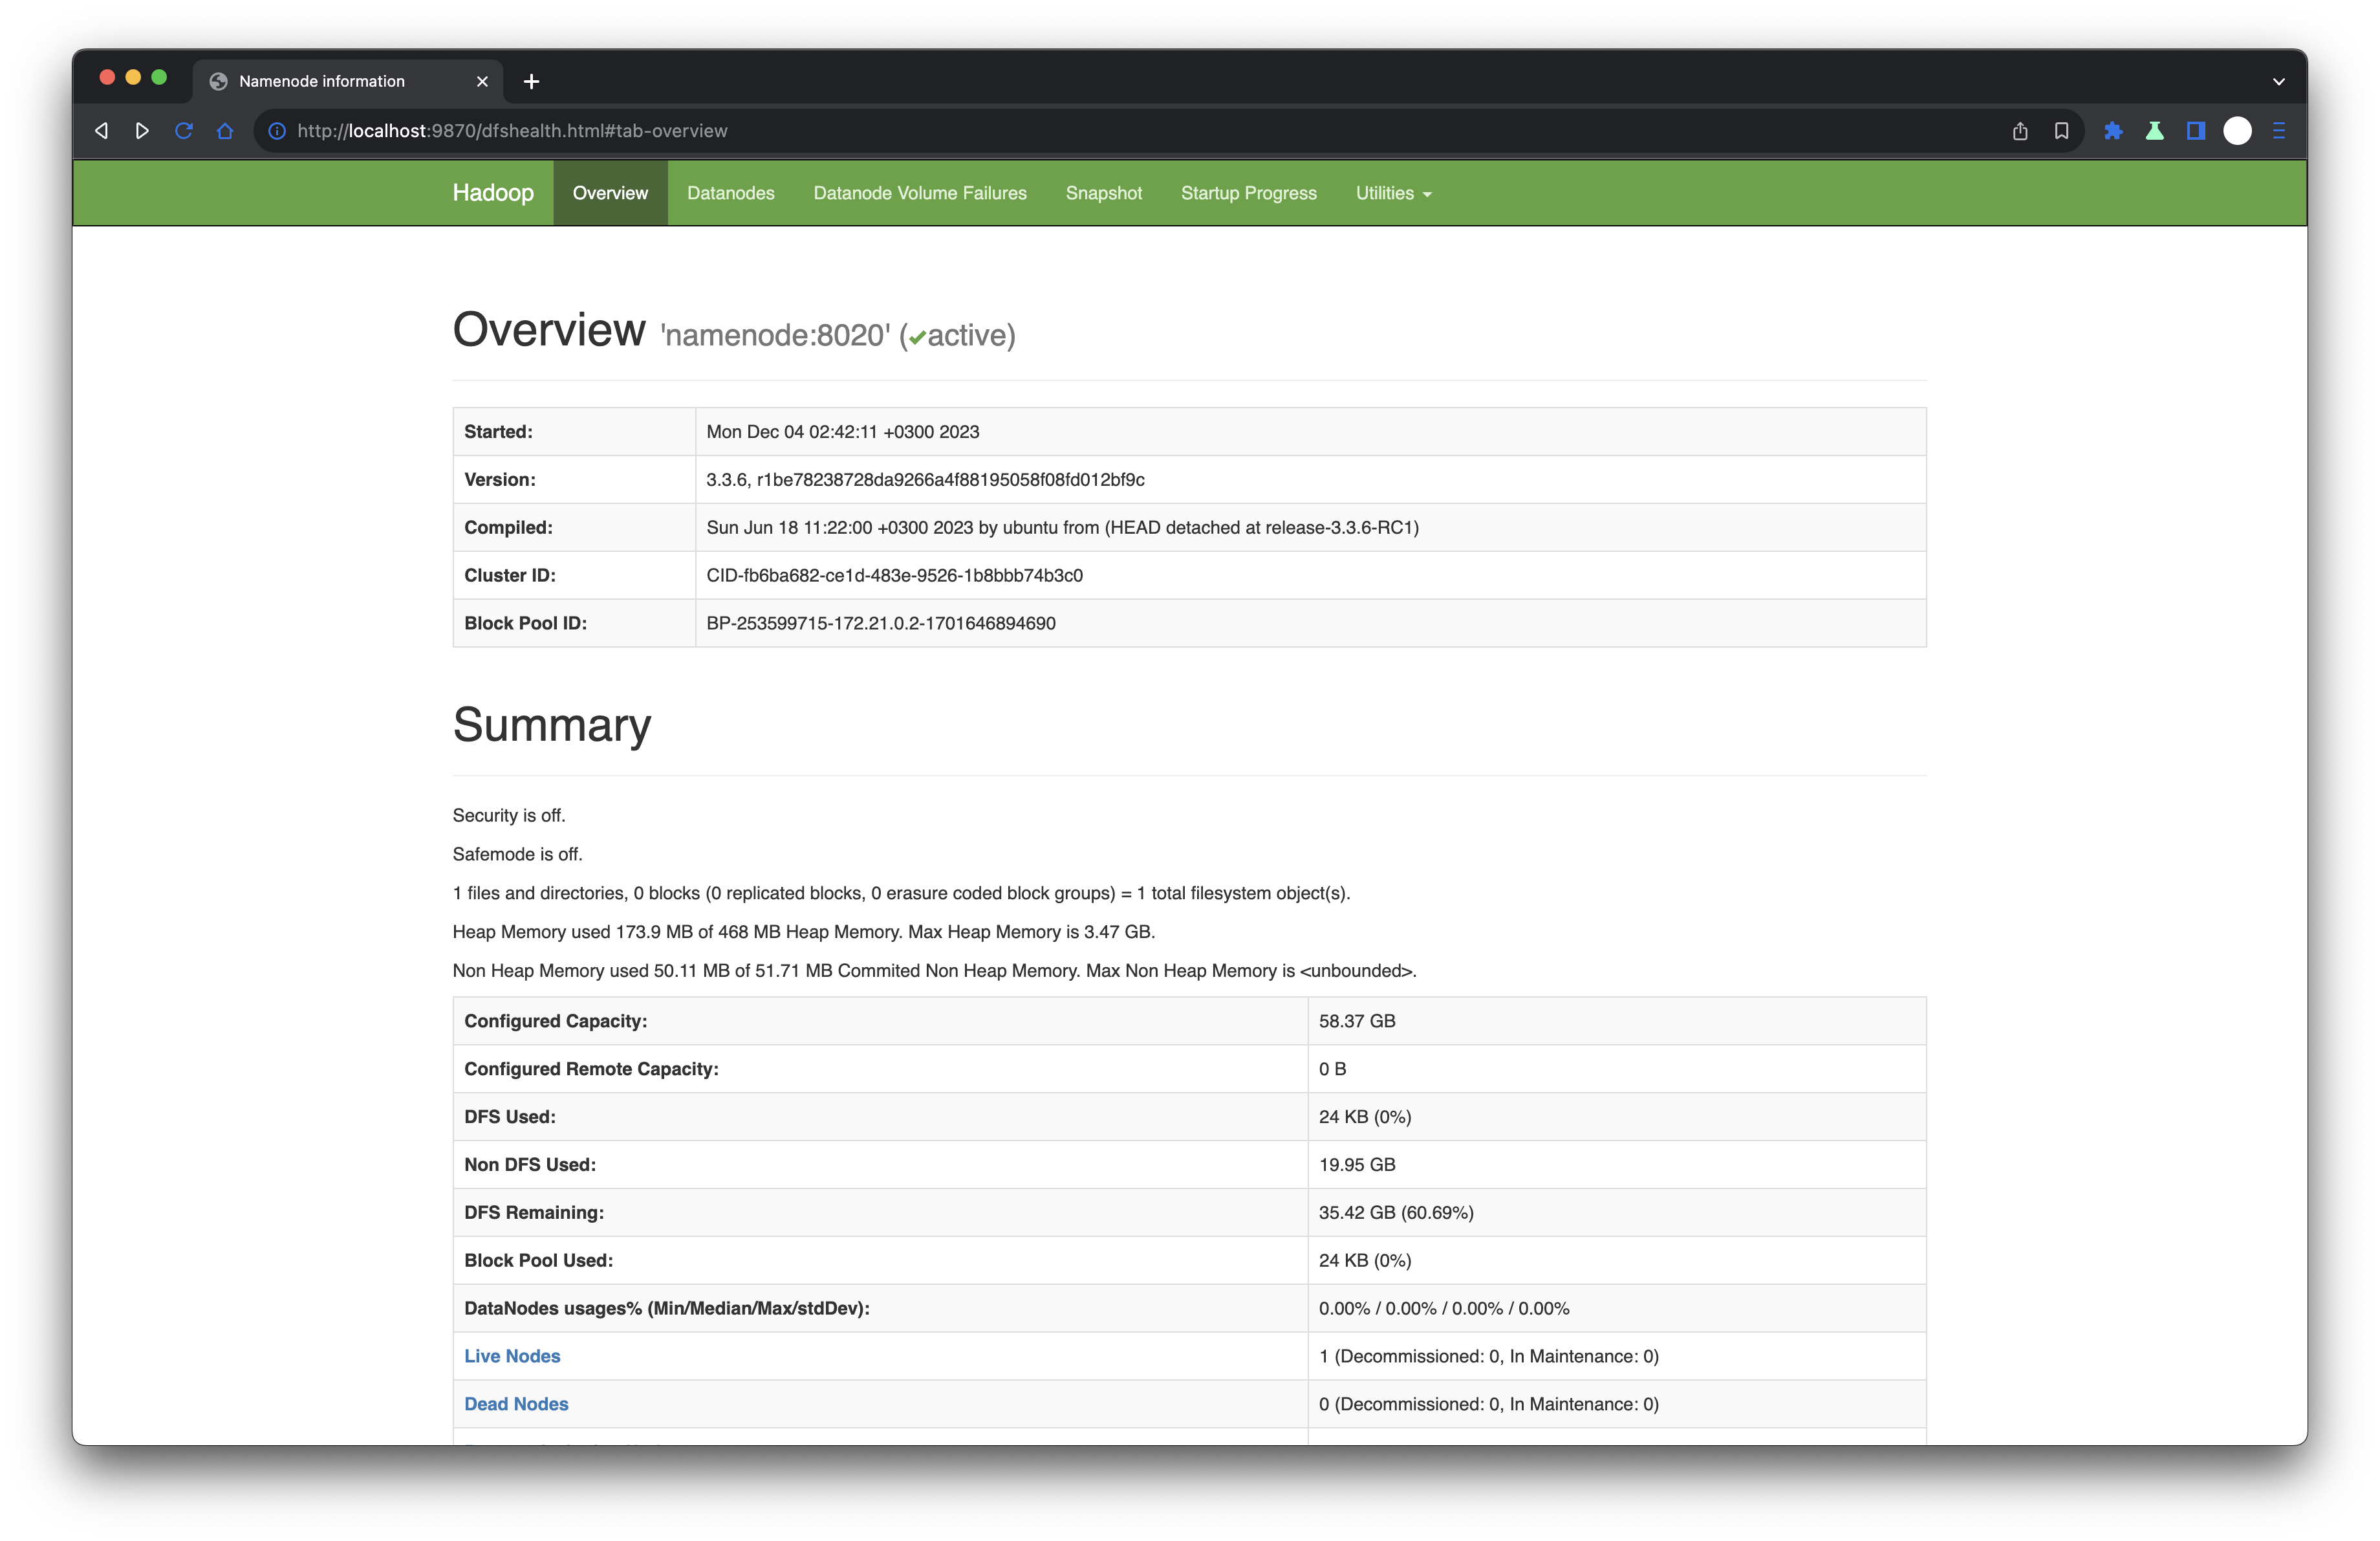 Namenode information
http://localhost:9870/dfshealth.html#tab-overview
Hadoop Overview Datanodes Datanode Volume Failures Snapshot Startup Progress Utilities
Overview 'namenode:8020' (✔active)
Started: Mon Dec 04 02:42:11 +0300 2023
Version: 3.3.6, r1be78238728da9266a4f88195058f08fd012bf9c
Compiled: Sun Jun 18 11:22:00 +0300 2023 by ubuntu from (HEAD detached at release-3.3.6-RC1)
Cluster ID: CID-fb6ba682-ce1d-483e-9526-1b8bbb74b3c0
Block Pool ID: BP-253599715-172.21.0.2-1701646894690
Summary
Security is off.
Safemode is off.
1 files and directories, 0 blocks (0 replicated blocks, 0 erasure coded block groups) = 1 total filesystem object(s).
Heap Memory used 173.9 MB of 468 MB Heap Memory. Max Heap Memory is 3.47 GB.
Non Heap Memory used 50.11 MB of 51.71 MB Commited Non Heap Memory. Max Non Heap Memory is <unbounded>.
Configured Capacity: 58.37 GB
Configured Remote Capacity: 0 B
DFS Used: 24 KB (0%)
Non DFS Used: 19.95 GB
DFS Remaining: 35.42 GB (60.69%)
Block Pool Used: 24 KB (0%)
DataNodes usages% (Min/Median/Max/stdDev): 0.00% / 0.00% / 0.00% / 0.00%
Live Nodes 1 (Decommissioned: 0, In Maintenance: 0)
Dead Nodes 0 (Decommissioned: 0, In Maintenance: 0)